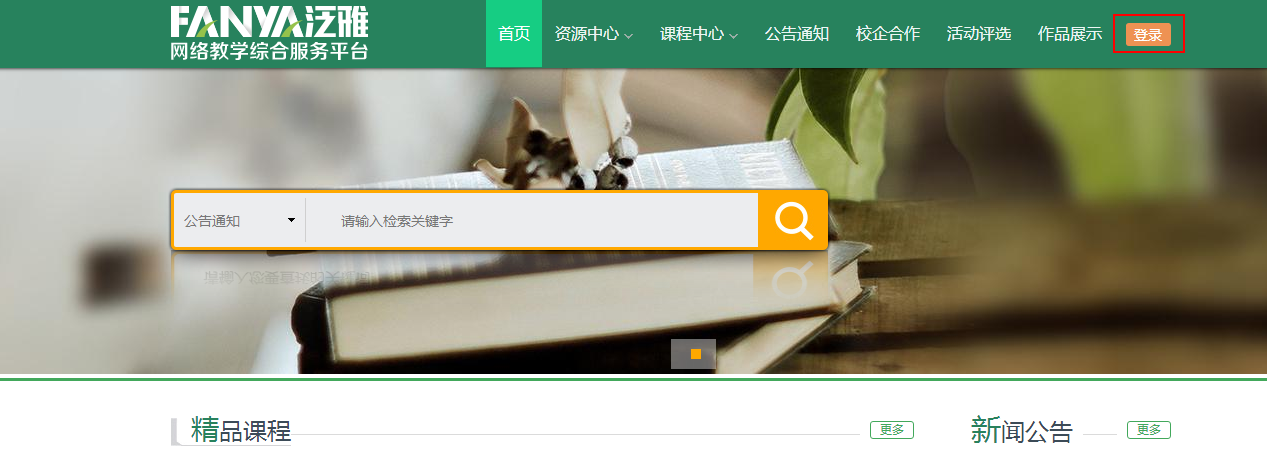 FANYA泛雅
网络教学综合服务平台
首页 资源中心 课程中心 公告通知 校企合作 活动评选 作品展示 登录
公告通知 请输入检索关键字
精品课程 更多 新闻公告 更多